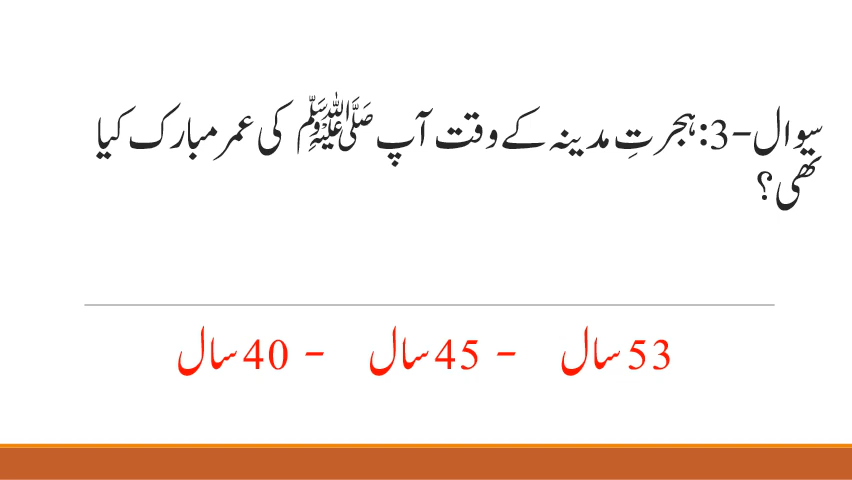 سیوال-3:ہجرتِ مدینہ کے وقت آپ ﷺ کی عمر مبارک کیا
تھی؟
53 سال - 45 سال - 40 سال